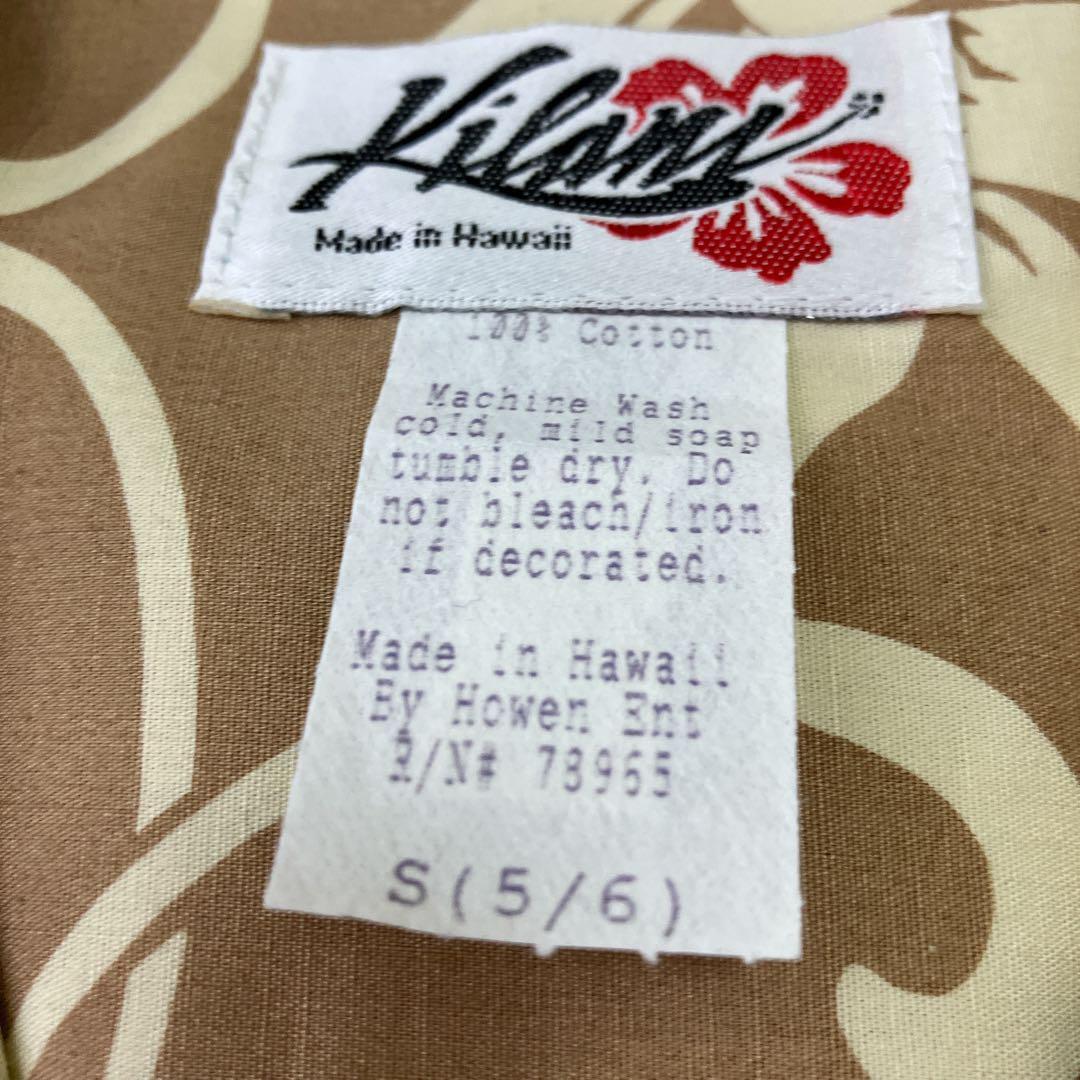 Kilani
Made in Hawaii
100% Cotton
Machine Wash
cold, mild soap
tumble dry. Do
not bleach/iron
if decorated.
Made in Hawaii
By Howen Ent
R/N# 73965
S(5/6)